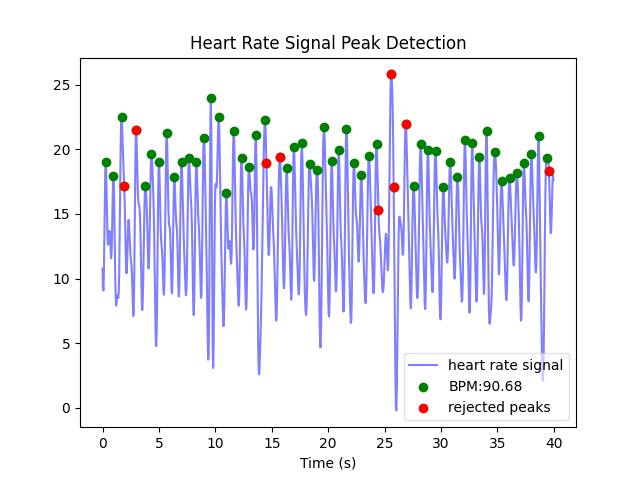 Heart Rate Signal Peak Detection
25
20
15
10
5
0
heart rate signal
BPM:90.68
rejected peaks
0 5 10 15 20 25 30 35 40
Time (s)